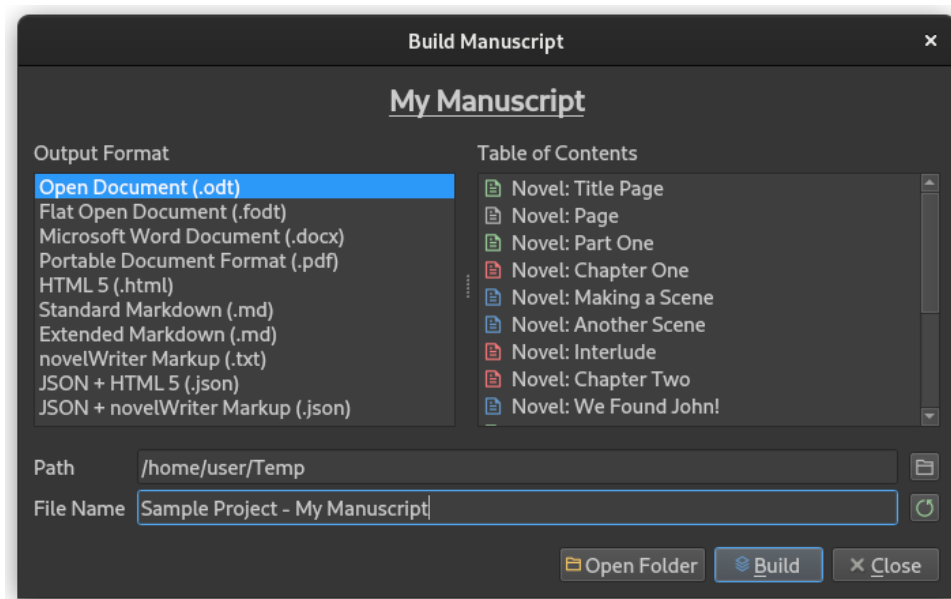 Build Manuscript
My Manuscript
Output Format
Open Document (.odt)
Flat Open Document (.fodt)
Microsoft Word Document (.docx)
Portable Document Format (.pdf)
HTML 5 (.html)
Standard Markdown (.md)
Extended Markdown (.md)
novelWriter Markup (.txt)
JSON + HTML 5 (.json)
JSON + novelWriter Markup (.json)
Table of Contents
Novel: Title Page
Novel: Page
Novel: Part One
Novel: Chapter One
Novel: Making a Scene
Novel: Another Scene
Novel: Interlude
Novel: Chapter Two
Novel: We Found John!
Path /home/user/Temp
File Name Sample Project - My Manuscript
Open Folder Build Close